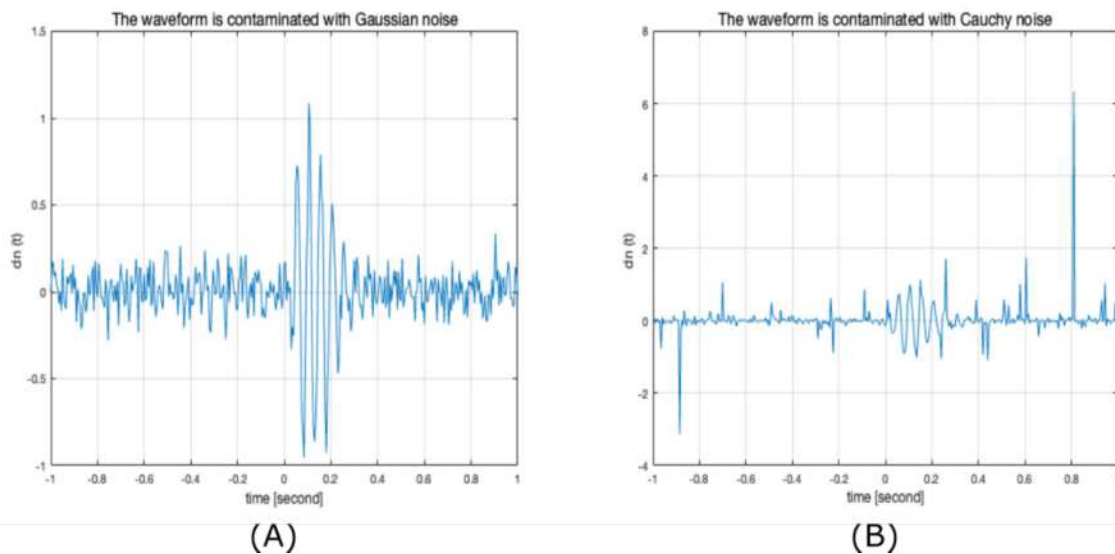 The waveform is contaminated with Gaussian noise
1.5
1
0.5
0
-0.5
-1
dn (t)
-1 -0.8 -0.6 -0.4 -0.2 0 0.2 0.4 0.6 0.8 1
time [second]
(A)
The waveform is contaminated with Cauchy noise
8
6
4
2
0
-2
-4
dn (t)
-1 -0.8 -0.6 -0.4 -0.2 0 0.2 0.4 0.6 0.8 1
time [second]
(B)